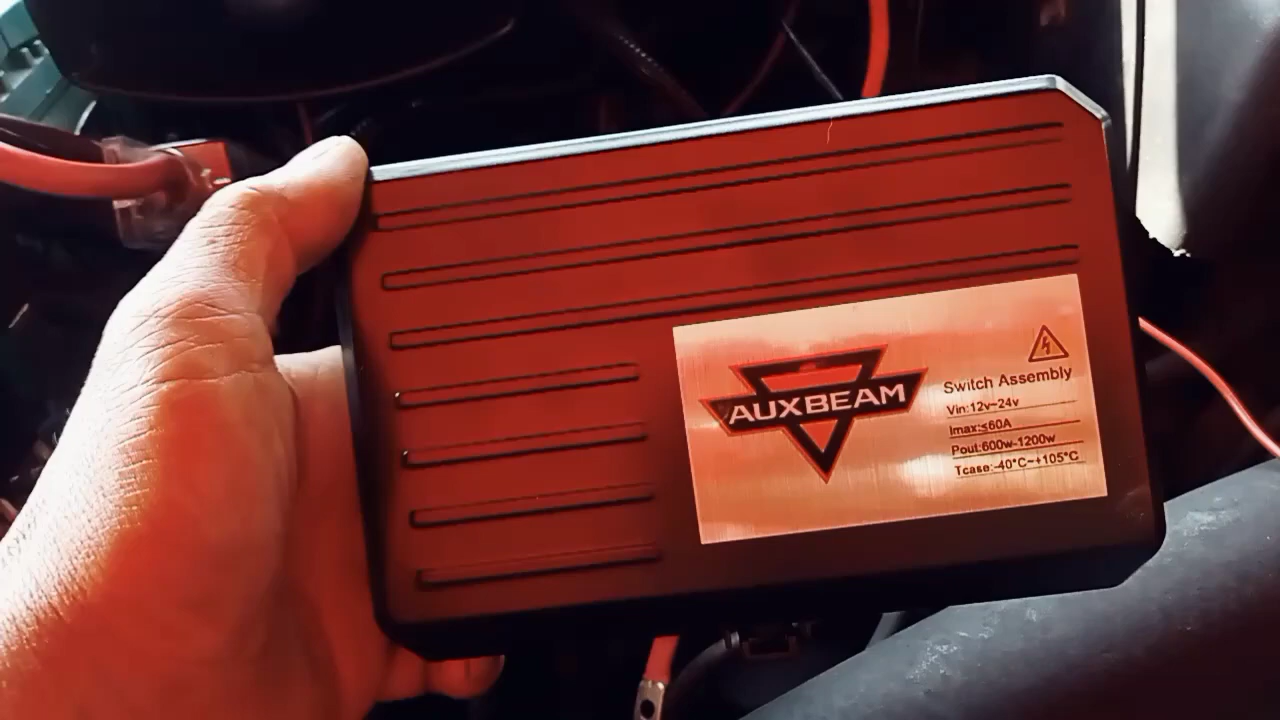 AUXBEAM
Switch Assembly
Vin:12v~24v
Imax:≤60A
Pout:600w-1200w
Tcase:-40°C~+105°C